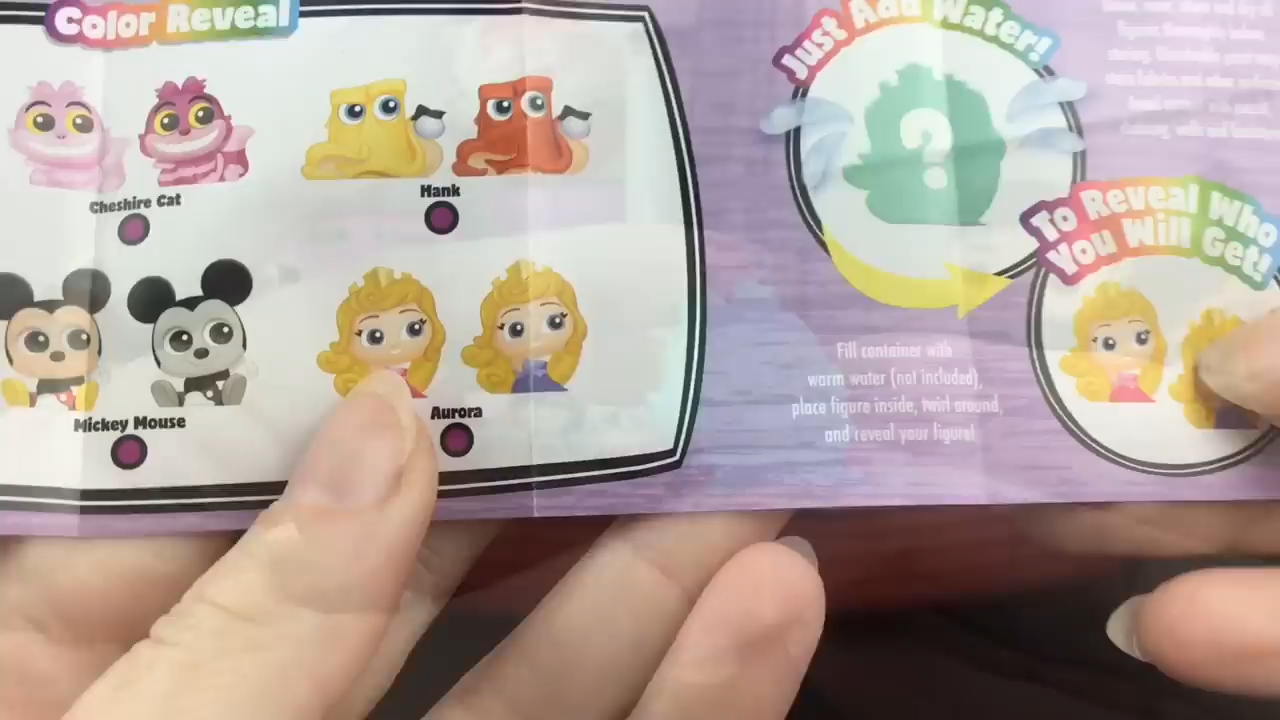 Color Reveal
Cheshire Cat
Hank
Mickey Mouse
Aurora
Just Add Water!
?
To Reveal Who
You Will Get!
Fill container with
warm water (not included),
place figure inside, twirl around,
and reveal your figure!